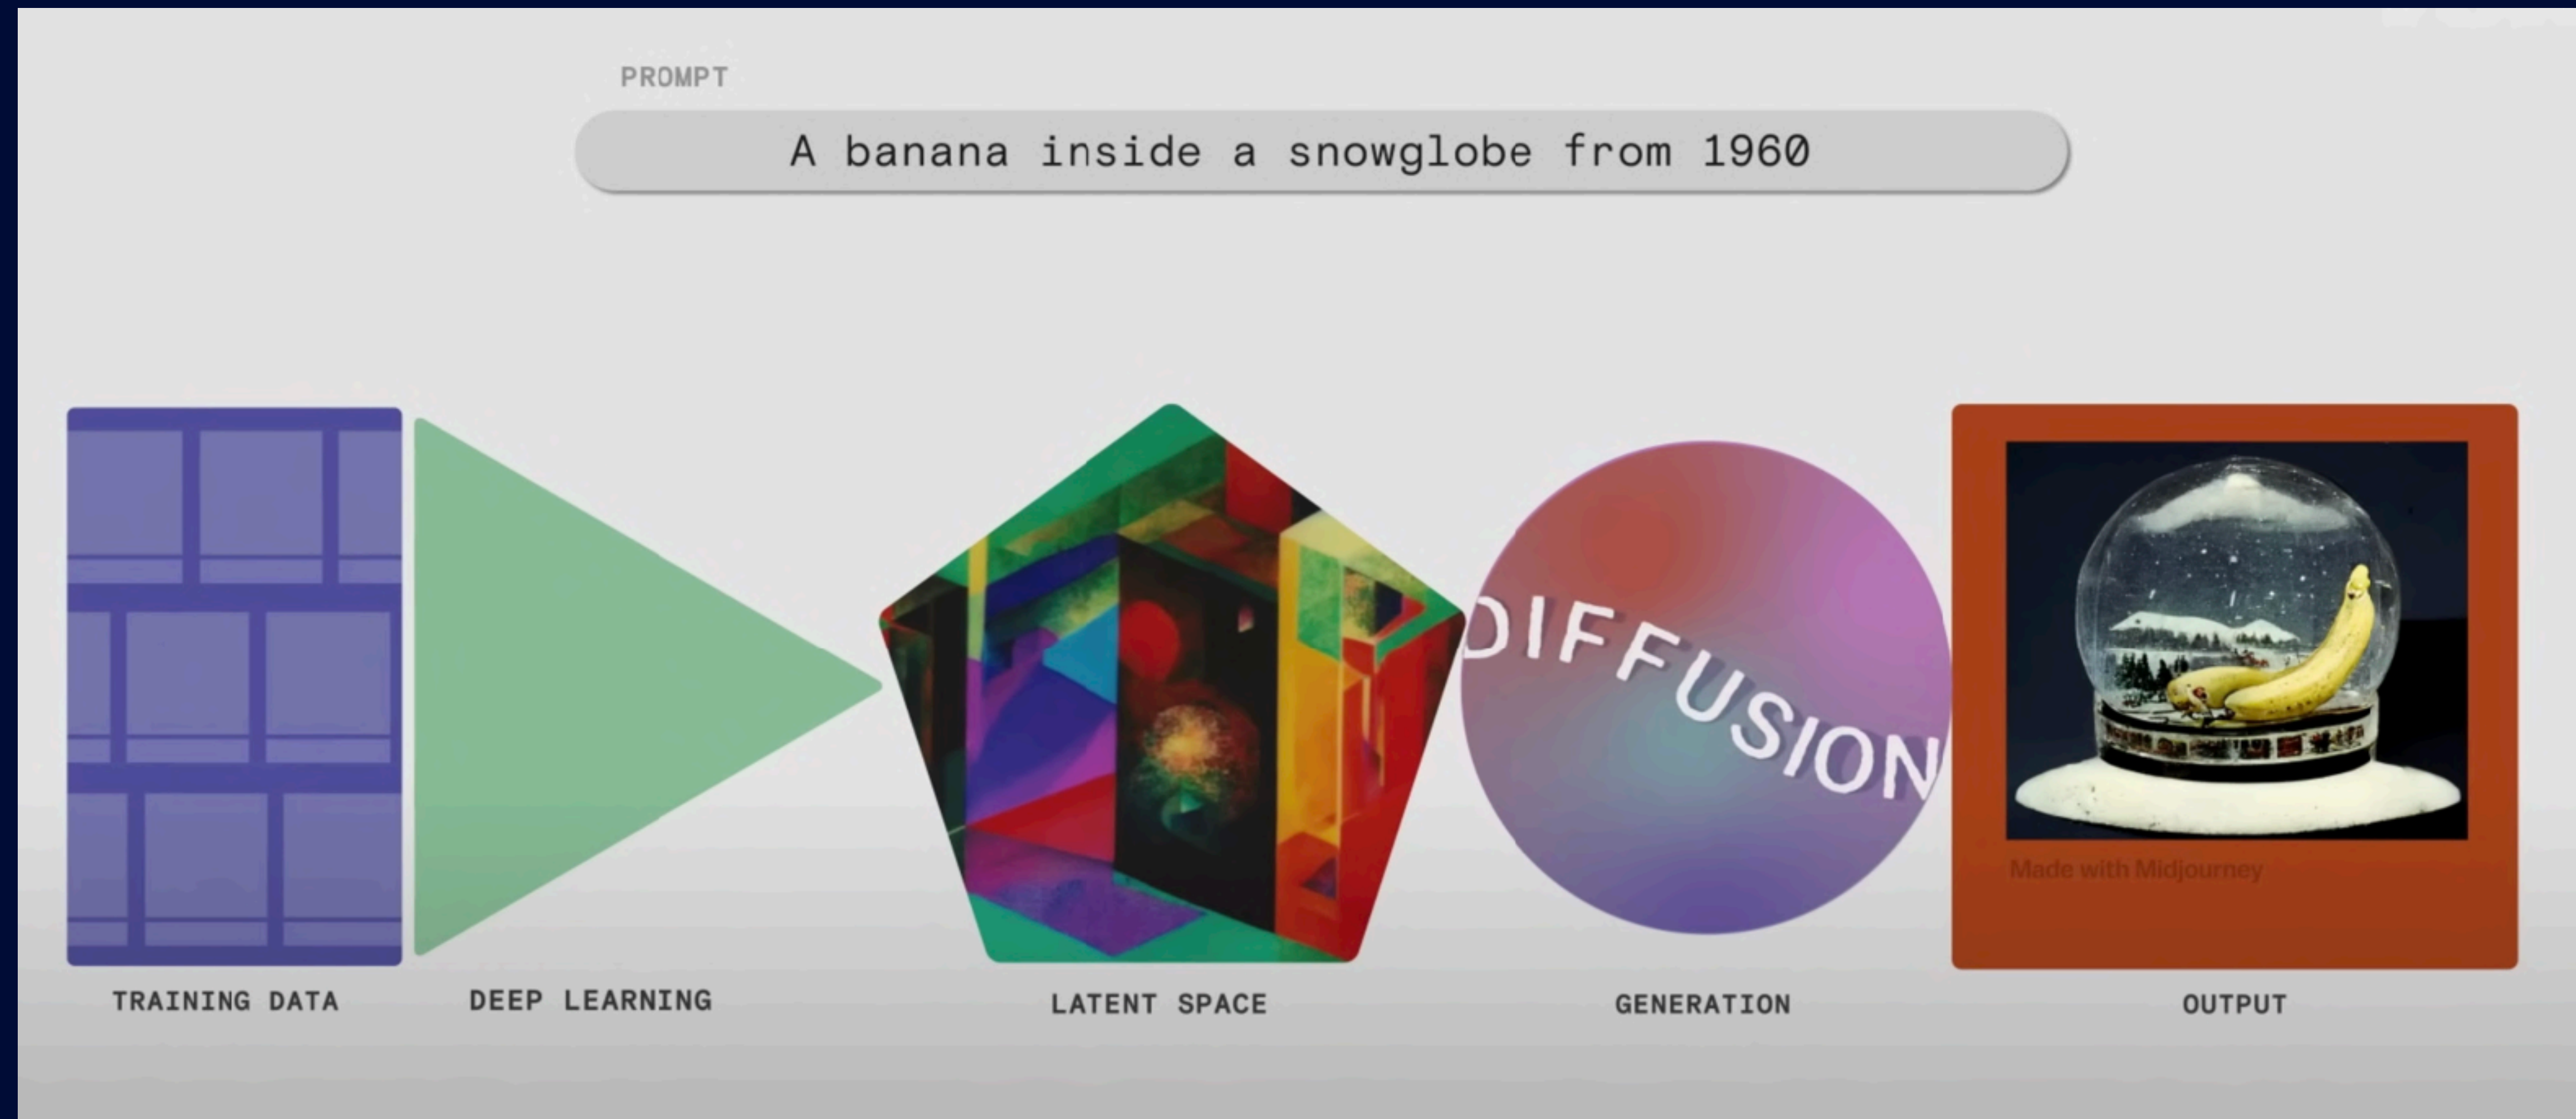 PROMPT
A banana inside a snowglobe from 1960
DIFFUSION
Made with Midjourney
TRAINING DATA
DEEP LEARNING
LATENT SPACE
GENERATION
OUTPUT